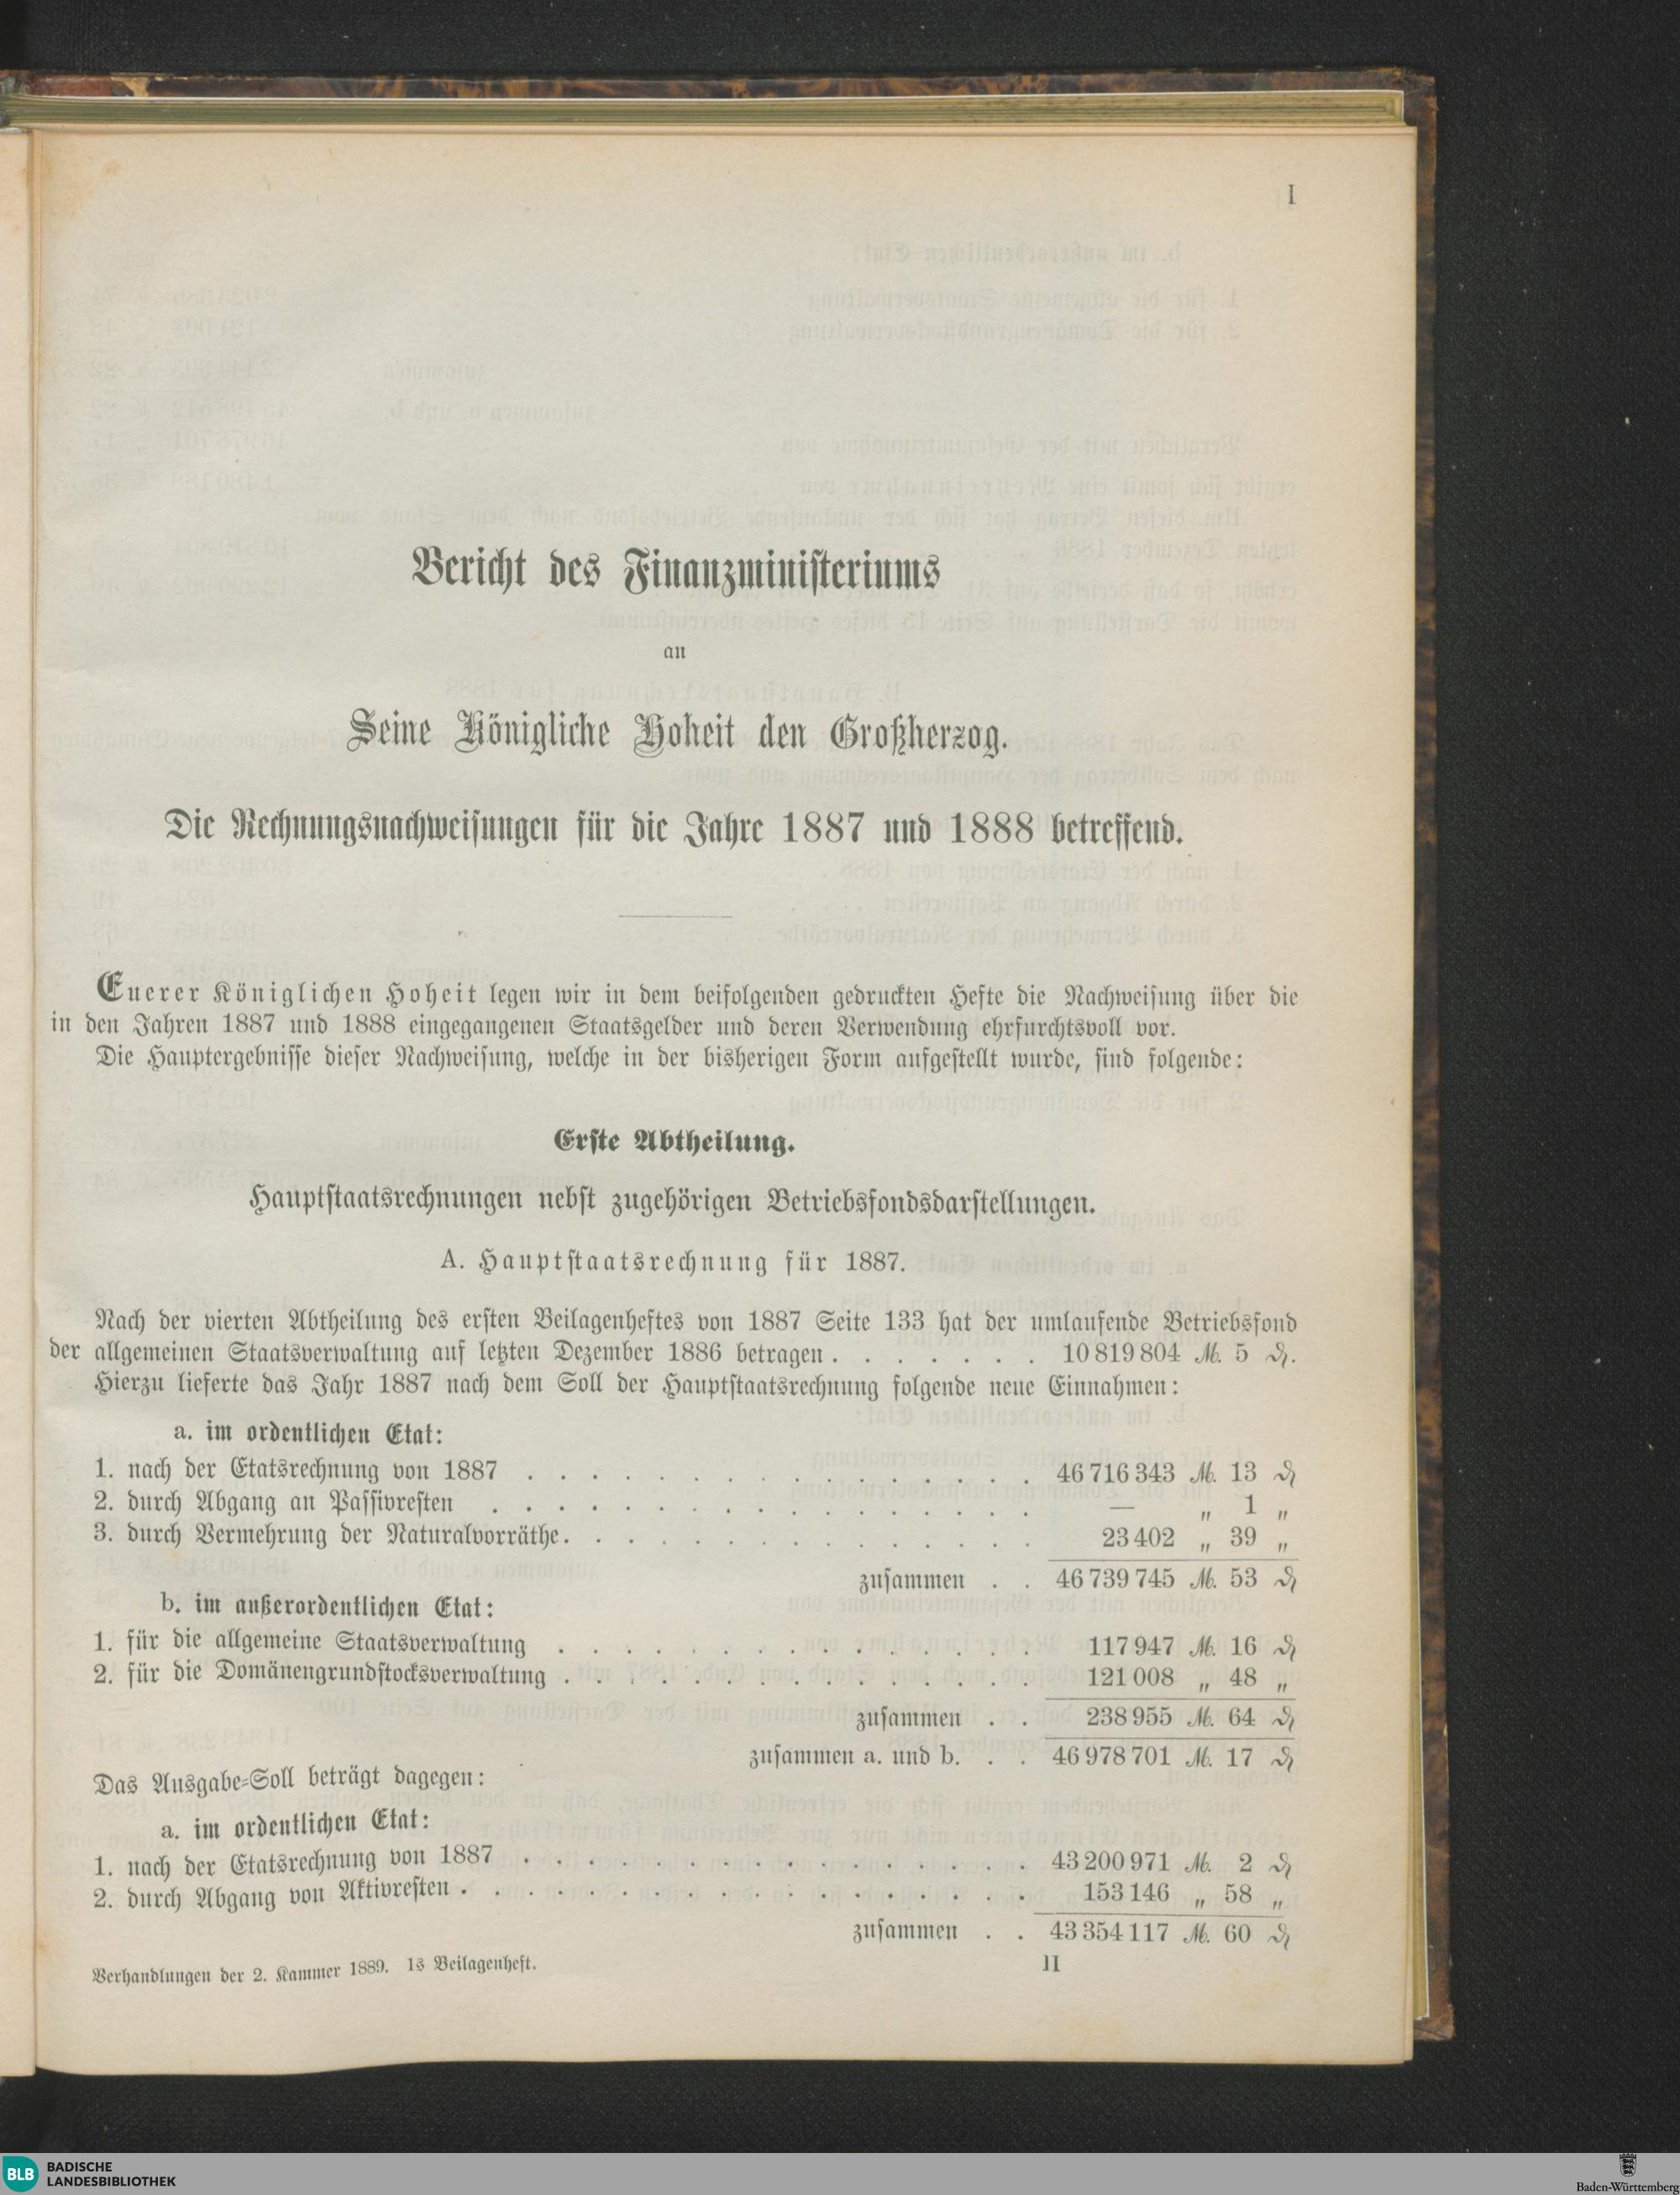 I
Bericht des Finanzministeriums
an
Seine Königliche Hoheit den Großherzog.
Die Rechnungsnachweisungen für die Jahre 1887 und 1888 betreffend.
Euerer Königlichen Hoheit legen wir in dem beifolgenden gedruckten Hefte die Nachweisung über die
in den Jahren 1887 und 1888 eingegangenen Staatsgelder und deren Verwendung ehrfurchtsvoll vor.
Die Hauptergebnisse dieser Nachweisung, welche in der bisherigen Form aufgestellt wurde, sind folgende:
Erste Abtheilung.
Hauptstaatsrechnungen nebst zugehörigen Betriebsfondsdarstellungen.
A. Hauptstaatsrechnung für 1887.
Nach der vierten Abtheilung des ersten Beilagenheftes von 1887 Seite 133 hat der umlaufende Betriebsfond
der allgemeinen Staatsverwaltung auf letzten Dezember 1886 betragen . . . . . . . 10 819 804 ℳ. 5 ₰.
Hierzu lieferte das Jahr 1887 nach dem Soll der Hauptstaatsrechnung folgende neue Einnahmen:
a. im ordentlichen Etat:
1. nach der Etatsrechnung von 1887 . . . . . . . . . . . . . . . . 46 716 343 ℳ. 13 ₰
2. durch Abgang an Passivresten . . . . . . . . . . . . . . . . . — „ 1 „
3. durch Vermehrung der Naturalvorräthe . . . . . . . . . . . . . . . 23 402 „ 39 „
zusammen . . 46 739 745 ℳ. 53 ₰
b. im außerordentlichen Etat:
1. für die allgemeine Staatsverwaltung . . . . . . . . . . . . . . . 117 947 ℳ. 16 ₰
2. für die Domänengrundstocksverwaltung . . . . . . . . . . . . . . . 121 008 „ 48 „
zusammen . . 238 955 ℳ. 64 ₰
zusammen a. und b. . . 46 978 701 ℳ. 17 ₰
Das Ausgabe-Soll beträgt dagegen:
a. im ordentlichen Etat:
1. nach der Etatsrechnung von 1887 . . . . . . . . . . . . . . . . 43 200 971 ℳ. 2 ₰
2. durch Abgang von Aktivresten . . . . . . . . . . . . . . . . . . 153 146 „ 58 „
zusammen . . 43 354 117 ℳ. 60 ₰
Verhandlungen der 2. Kammer 1889. 1s Beilagenheft. II
BLB BADISCHE
LANDESBIBLIOTHEK
Baden-Württemberg